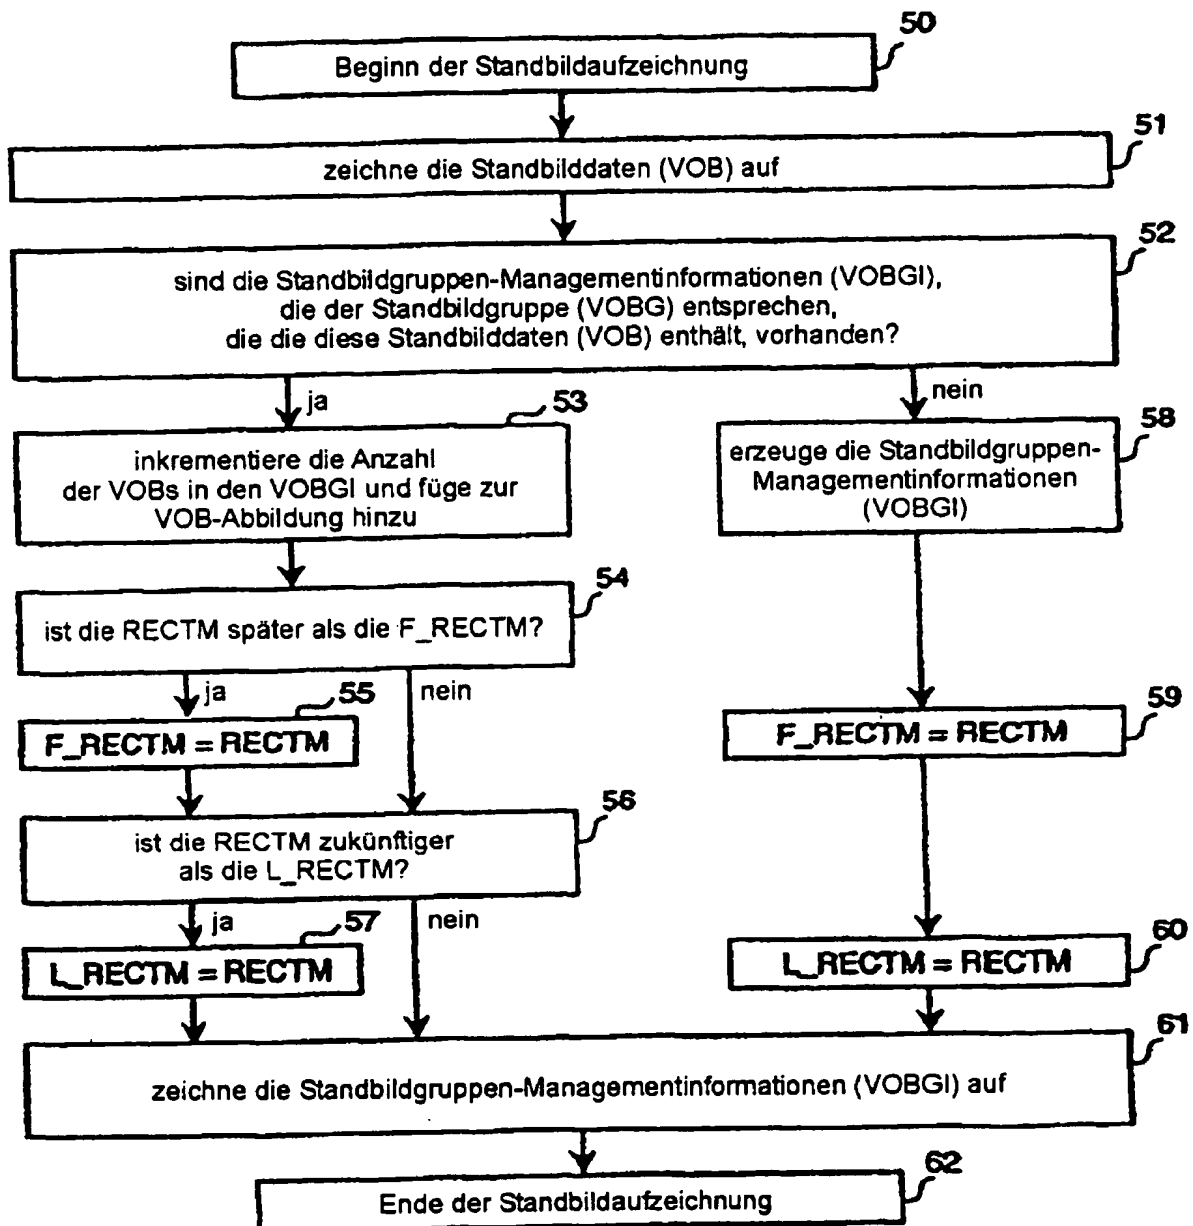 50
Beginn der Standbildaufzeichnung
51
zeichne die Standbilddaten (VOB) auf
52
sind die Standbildgruppen-Managementinformationen (VOBGI),
die der Standbildgruppe (VOBG) entsprechen,
die die diese Standbilddaten (VOB) enthält, vorhanden?
ja
nein
53
inkrementiere die Anzahl
der VOBs in den VOBGI und füge zur
VOB-Abbildung hinzu
58
erzeuge die Standbildgruppen-
Managementinformationen
(VOBGI)
54
ist die RECTM später als die F_RECTM?
ja
nein
55
F_RECTM = RECTM
59
F_RECTM = RECTM
56
ist die RECTM zukünftiger
als die L_RECTM?
ja
nein
57
L_RECTM = RECTM
60
L_RECTM = RECTM
61
zeichne die Standbildgruppen-Managementinformationen (VOBGI) auf
62
Ende der Standbildaufzeichnung